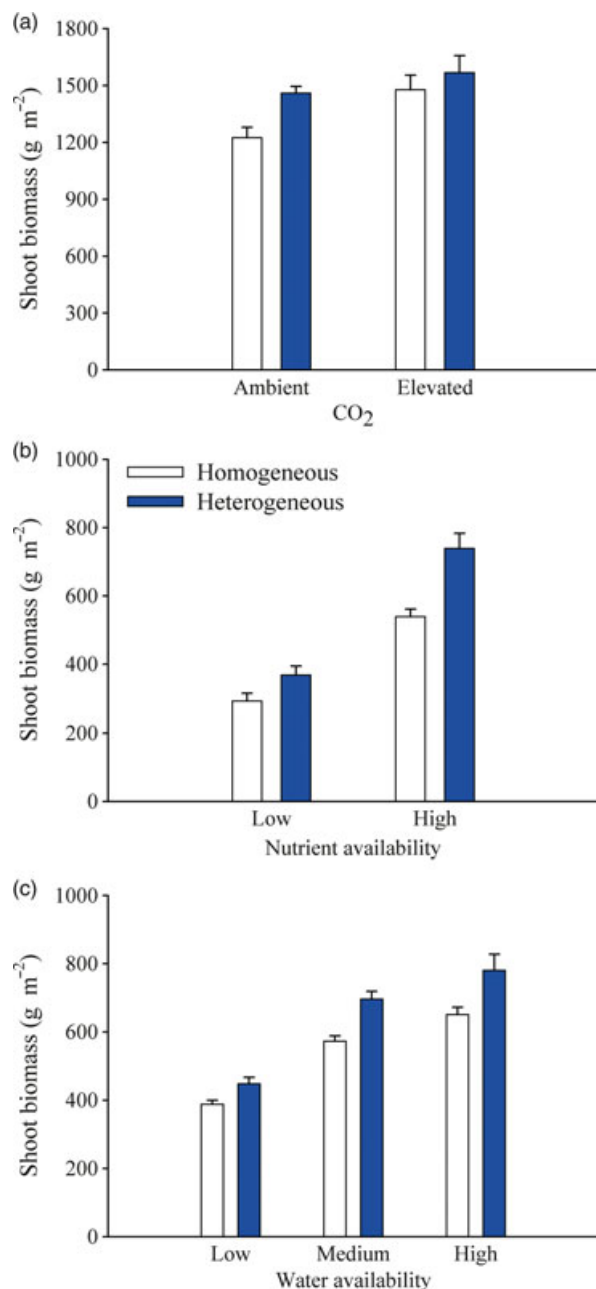 (a)
Shoot biomass (g m⁻²)
1800
1500
1200
900
600
300
0
Ambient Elevated
CO₂
(b)
Shoot biomass (g m⁻²)
1000
800
600
400
200
0
Homogeneous
Heterogeneous
Low High
Nutrient availability
(c)
Shoot biomass (g m⁻²)
1000
800
600
400
200
0
Low Medium High
Water availability